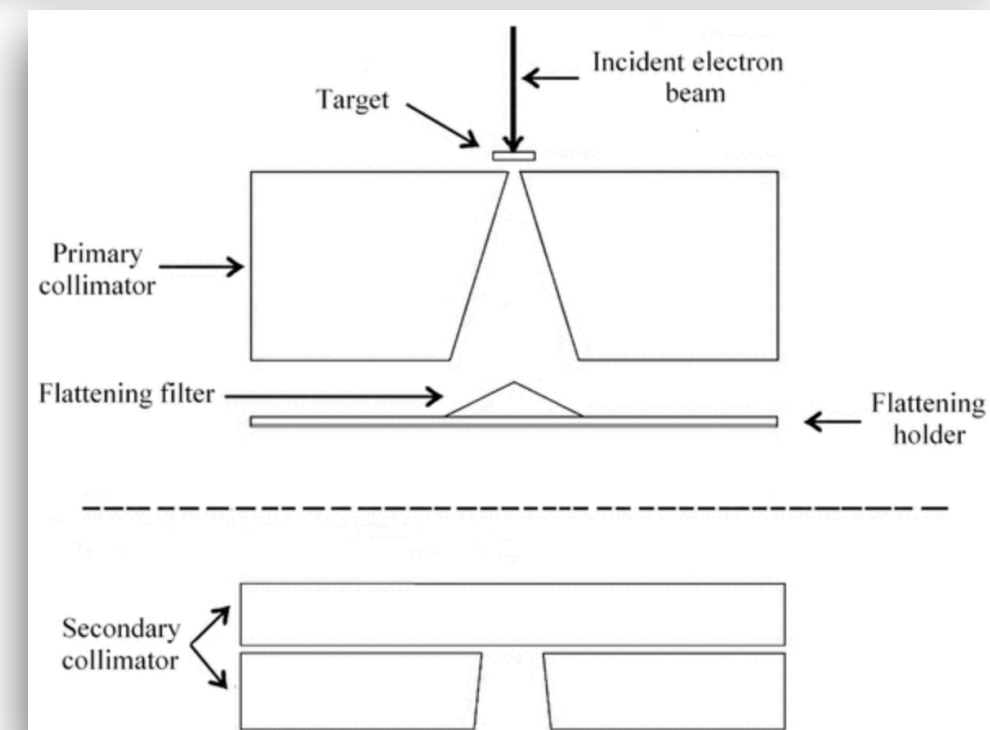 Incident electron
beam
Target
Primary
collimator
Flattening filter
Flattening
holder
Secondary
collimator